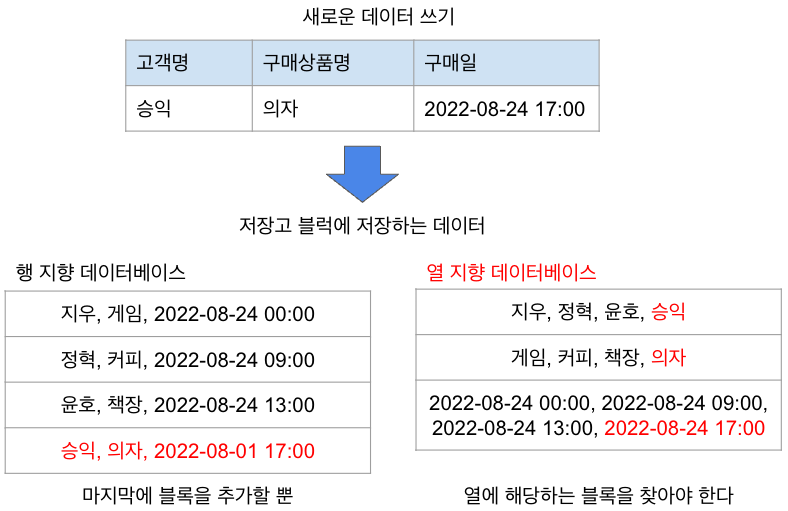 새로운 데이터 쓰기
고객명 구매상품명 구매일
승익 의자 2022-08-24 17:00
저장고 블럭에 저장하는 데이터
행 지향 데이터베이스
지우, 게임, 2022-08-24 00:00
정혁, 커피, 2022-08-24 09:00
윤호, 책장, 2022-08-24 13:00
승익, 의자, 2022-08-01 17:00
마지막에 블록을 추가할 뿐
열 지향 데이터베이스
지우, 정혁, 윤호, 승익
게임, 커피, 책장, 의자
2022-08-24 00:00, 2022-08-24 09:00,
2022-08-24 13:00, 2022-08-24 17:00
열에 해당하는 블록을 찾아야 한다